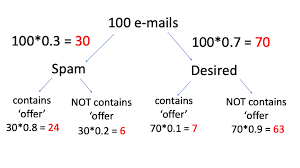 100 e-mails
100*0.3 = 30
100*0.7 = 70
Spam
Desired
contains
'offer'
30*0.8 = 24
NOT contains
'offer'
30*0.2 = 6
contains
'offer'
70*0.1 = 7
NOT contains
'offer'
70*0.9 = 63